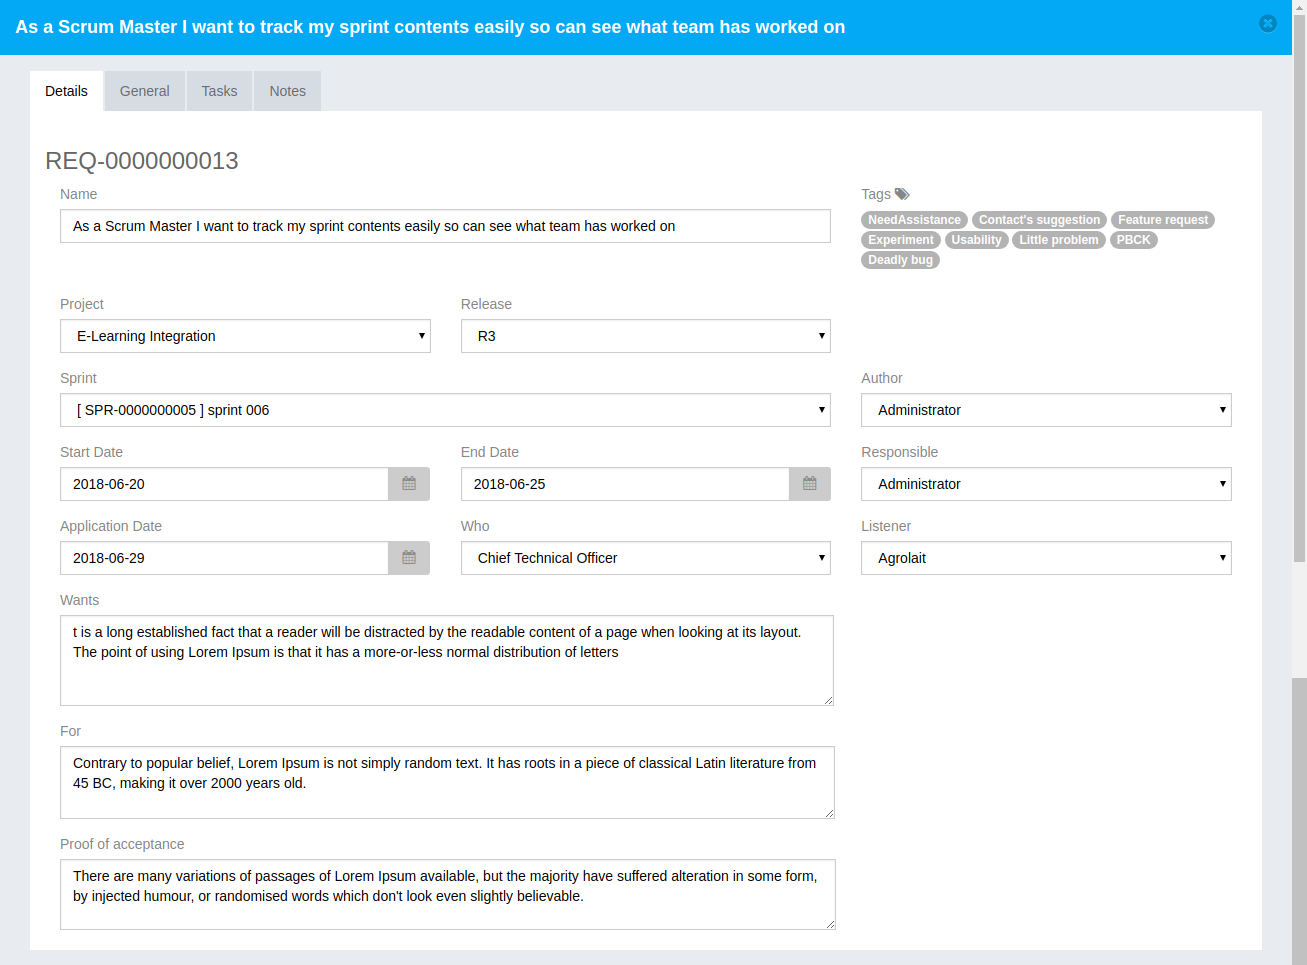 As a Scrum Master I want to track my sprint contents easily so can see what team has worked on
Details General Tasks Notes
REQ-0000000013
Name
As a Scrum Master I want to track my sprint contents easily so can see what team has worked on
Tags
NeedAssistance Contact's suggestion Feature request
Experiment Usability Little problem PBCK
Deadly bug
Project Release
E-Learning Integration R3
Sprint Author
[ SPR-0000000005 ] sprint 006 Administrator
Start Date End Date Responsible
2018-06-20 2018-06-25 Administrator
Application Date Who Listener
2018-06-29 Chief Technical Officer Agrolait
Wants
t is a long established fact that a reader will be distracted by the readable content of a page when looking at its layout.
The point of using Lorem Ipsum is that it has a more-or-less normal distribution of letters
For
Contrary to popular belief, Lorem Ipsum is not simply random text. It has roots in a piece of classical Latin literature from
45 BC, making it over 2000 years old.
Proof of acceptance
There are many variations of passages of Lorem Ipsum available, but the majority have suffered alteration in some form,
by injected humour, or randomised words which don't look even slightly believable.